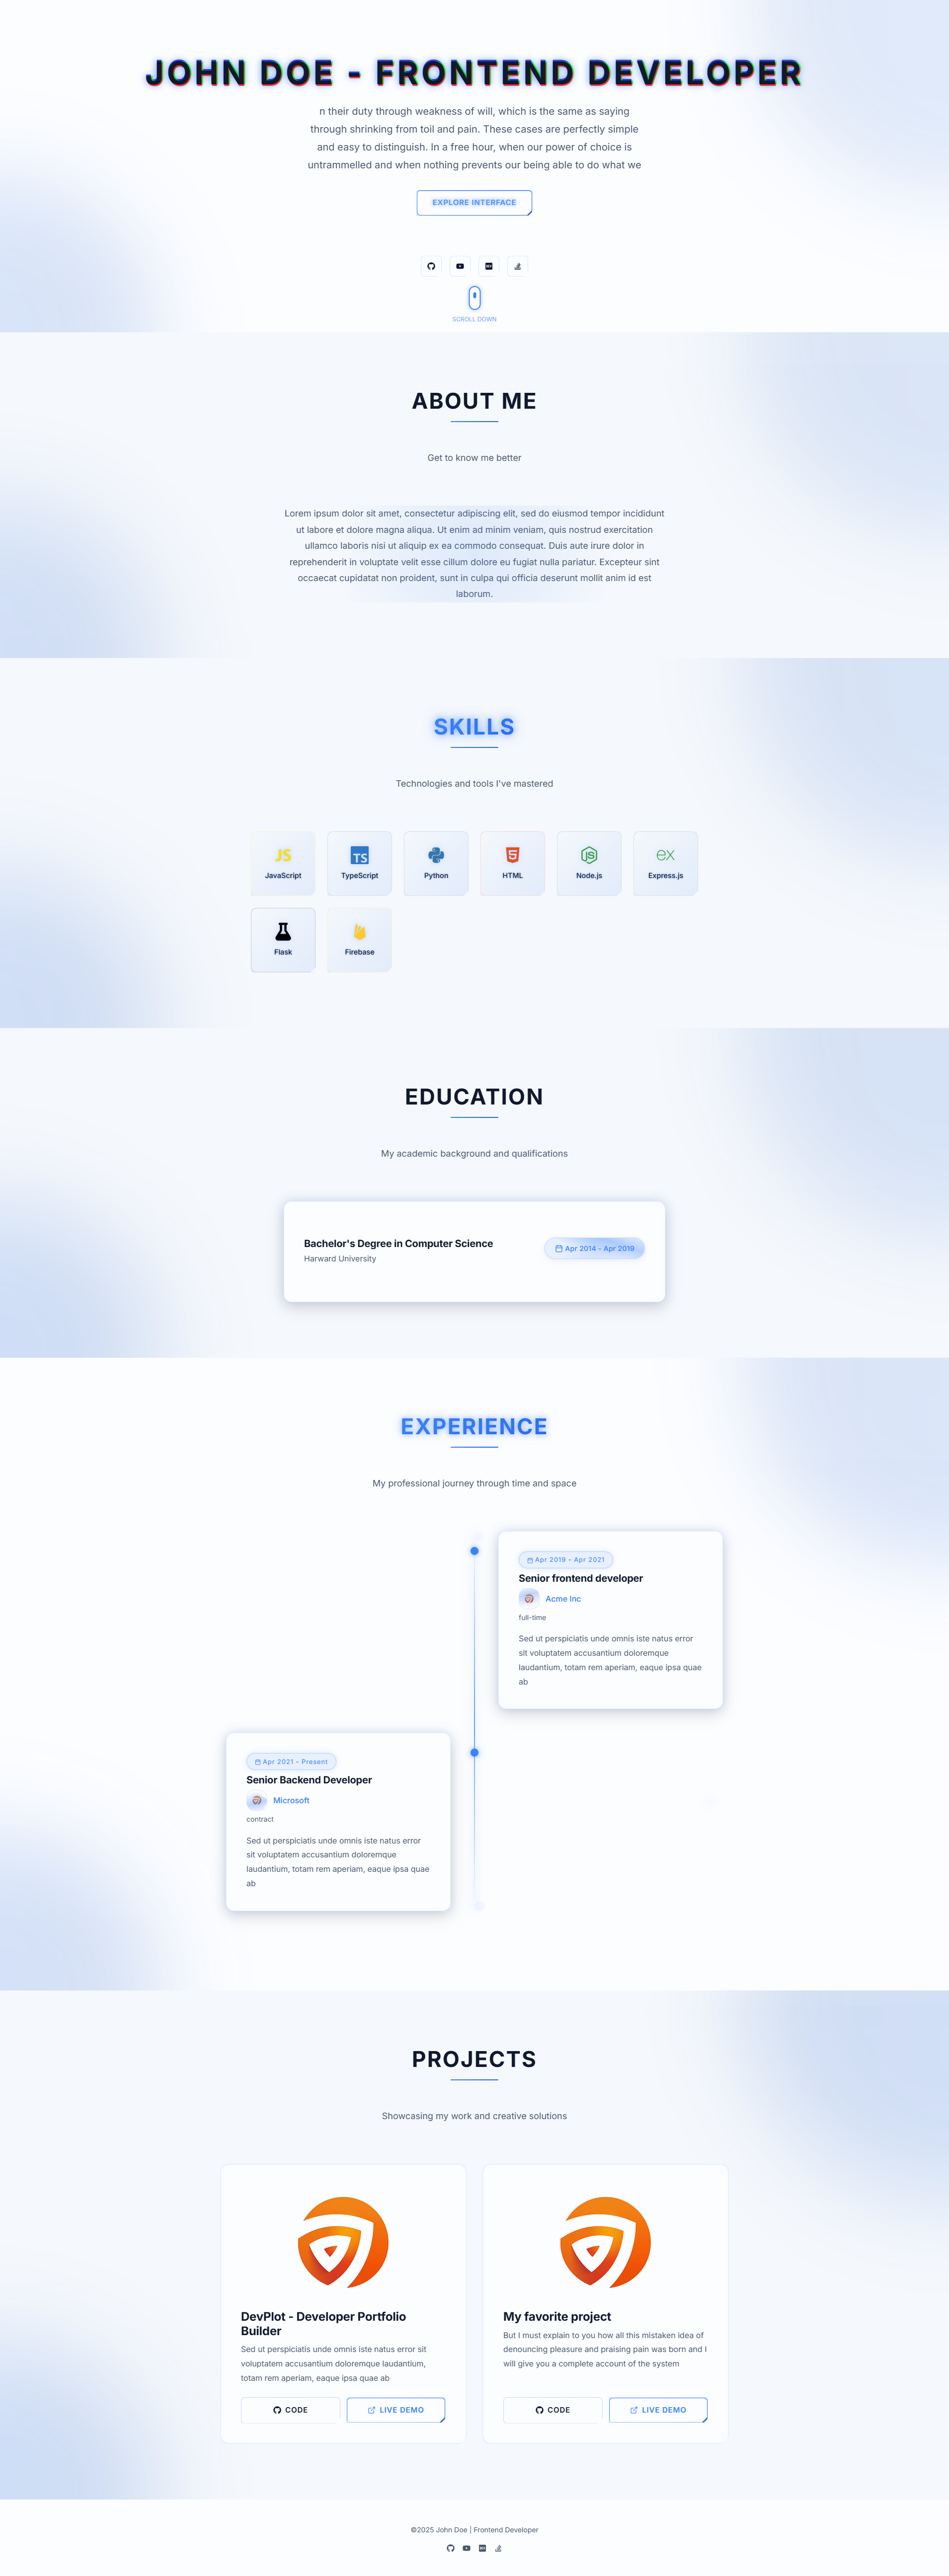 JOHN DOE - FRONTEND DEVELOPER
n their duty through weakness of will, which is the same as saying
through shrinking from toil and pain. These cases are perfectly simple
and easy to distinguish. In a free hour, when our power of choice is
untrammelled and when nothing prevents our being able to do what we
EXPLORE INTERFACE
SCROLL DOWN
ABOUT ME
Get to know me better
Lorem ipsum dolor sit amet, consectetur adipiscing elit, sed do eiusmod tempor incididunt
ut labore et dolore magna aliqua. Ut enim ad minim veniam, quis nostrud exercitation
ullamco laboris nisi ut aliquip ex ea commodo consequat. Duis aute irure dolor in
reprehenderit in voluptate velit esse cillum dolore eu fugiat nulla pariatur. Excepteur sint
occaecat cupidatat non proident, sunt in culpa qui officia deserunt mollit anim id est
laborum.
SKILLS
Technologies and tools I've mastered
JS
TS
5
JS
ex
JavaScript
TypeScript
Python
HTML
Node.js
Express.js
Flask
Firebase
EDUCATION
My academic background and qualifications
Bachelor's Degree in Computer Science
Harward University
Apr 2014 - Apr 2019
EXPERIENCE
My professional journey through time and space
Apr 2019 - Apr 2021
Senior frontend developer
Acme Inc
full-time
Sed ut perspiciatis unde omnis iste natus error
sit voluptatem accusantium doloremque
laudantium, totam rem aperiam, eaque ipsa quae
ab
Apr 2021 - Present
Senior Backend Developer
Microsoft
contract
Sed ut perspiciatis unde omnis iste natus error
sit voluptatem accusantium doloremque
laudantium, totam rem aperiam, eaque ipsa quae
ab
PROJECTS
Showcasing my work and creative solutions
DevPlot - Developer Portfolio
Builder
Sed ut perspiciatis unde omnis iste natus error sit
voluptatem accusantium doloremque laudantium,
totam rem aperiam, eaque ipsa quae ab
CODE
LIVE DEMO
My favorite project
But I must explain to you how all this mistaken idea of
denouncing pleasure and praising pain was born and I
will give you a complete account of the system
CODE
LIVE DEMO
©2025 John Doe | Frontend Developer